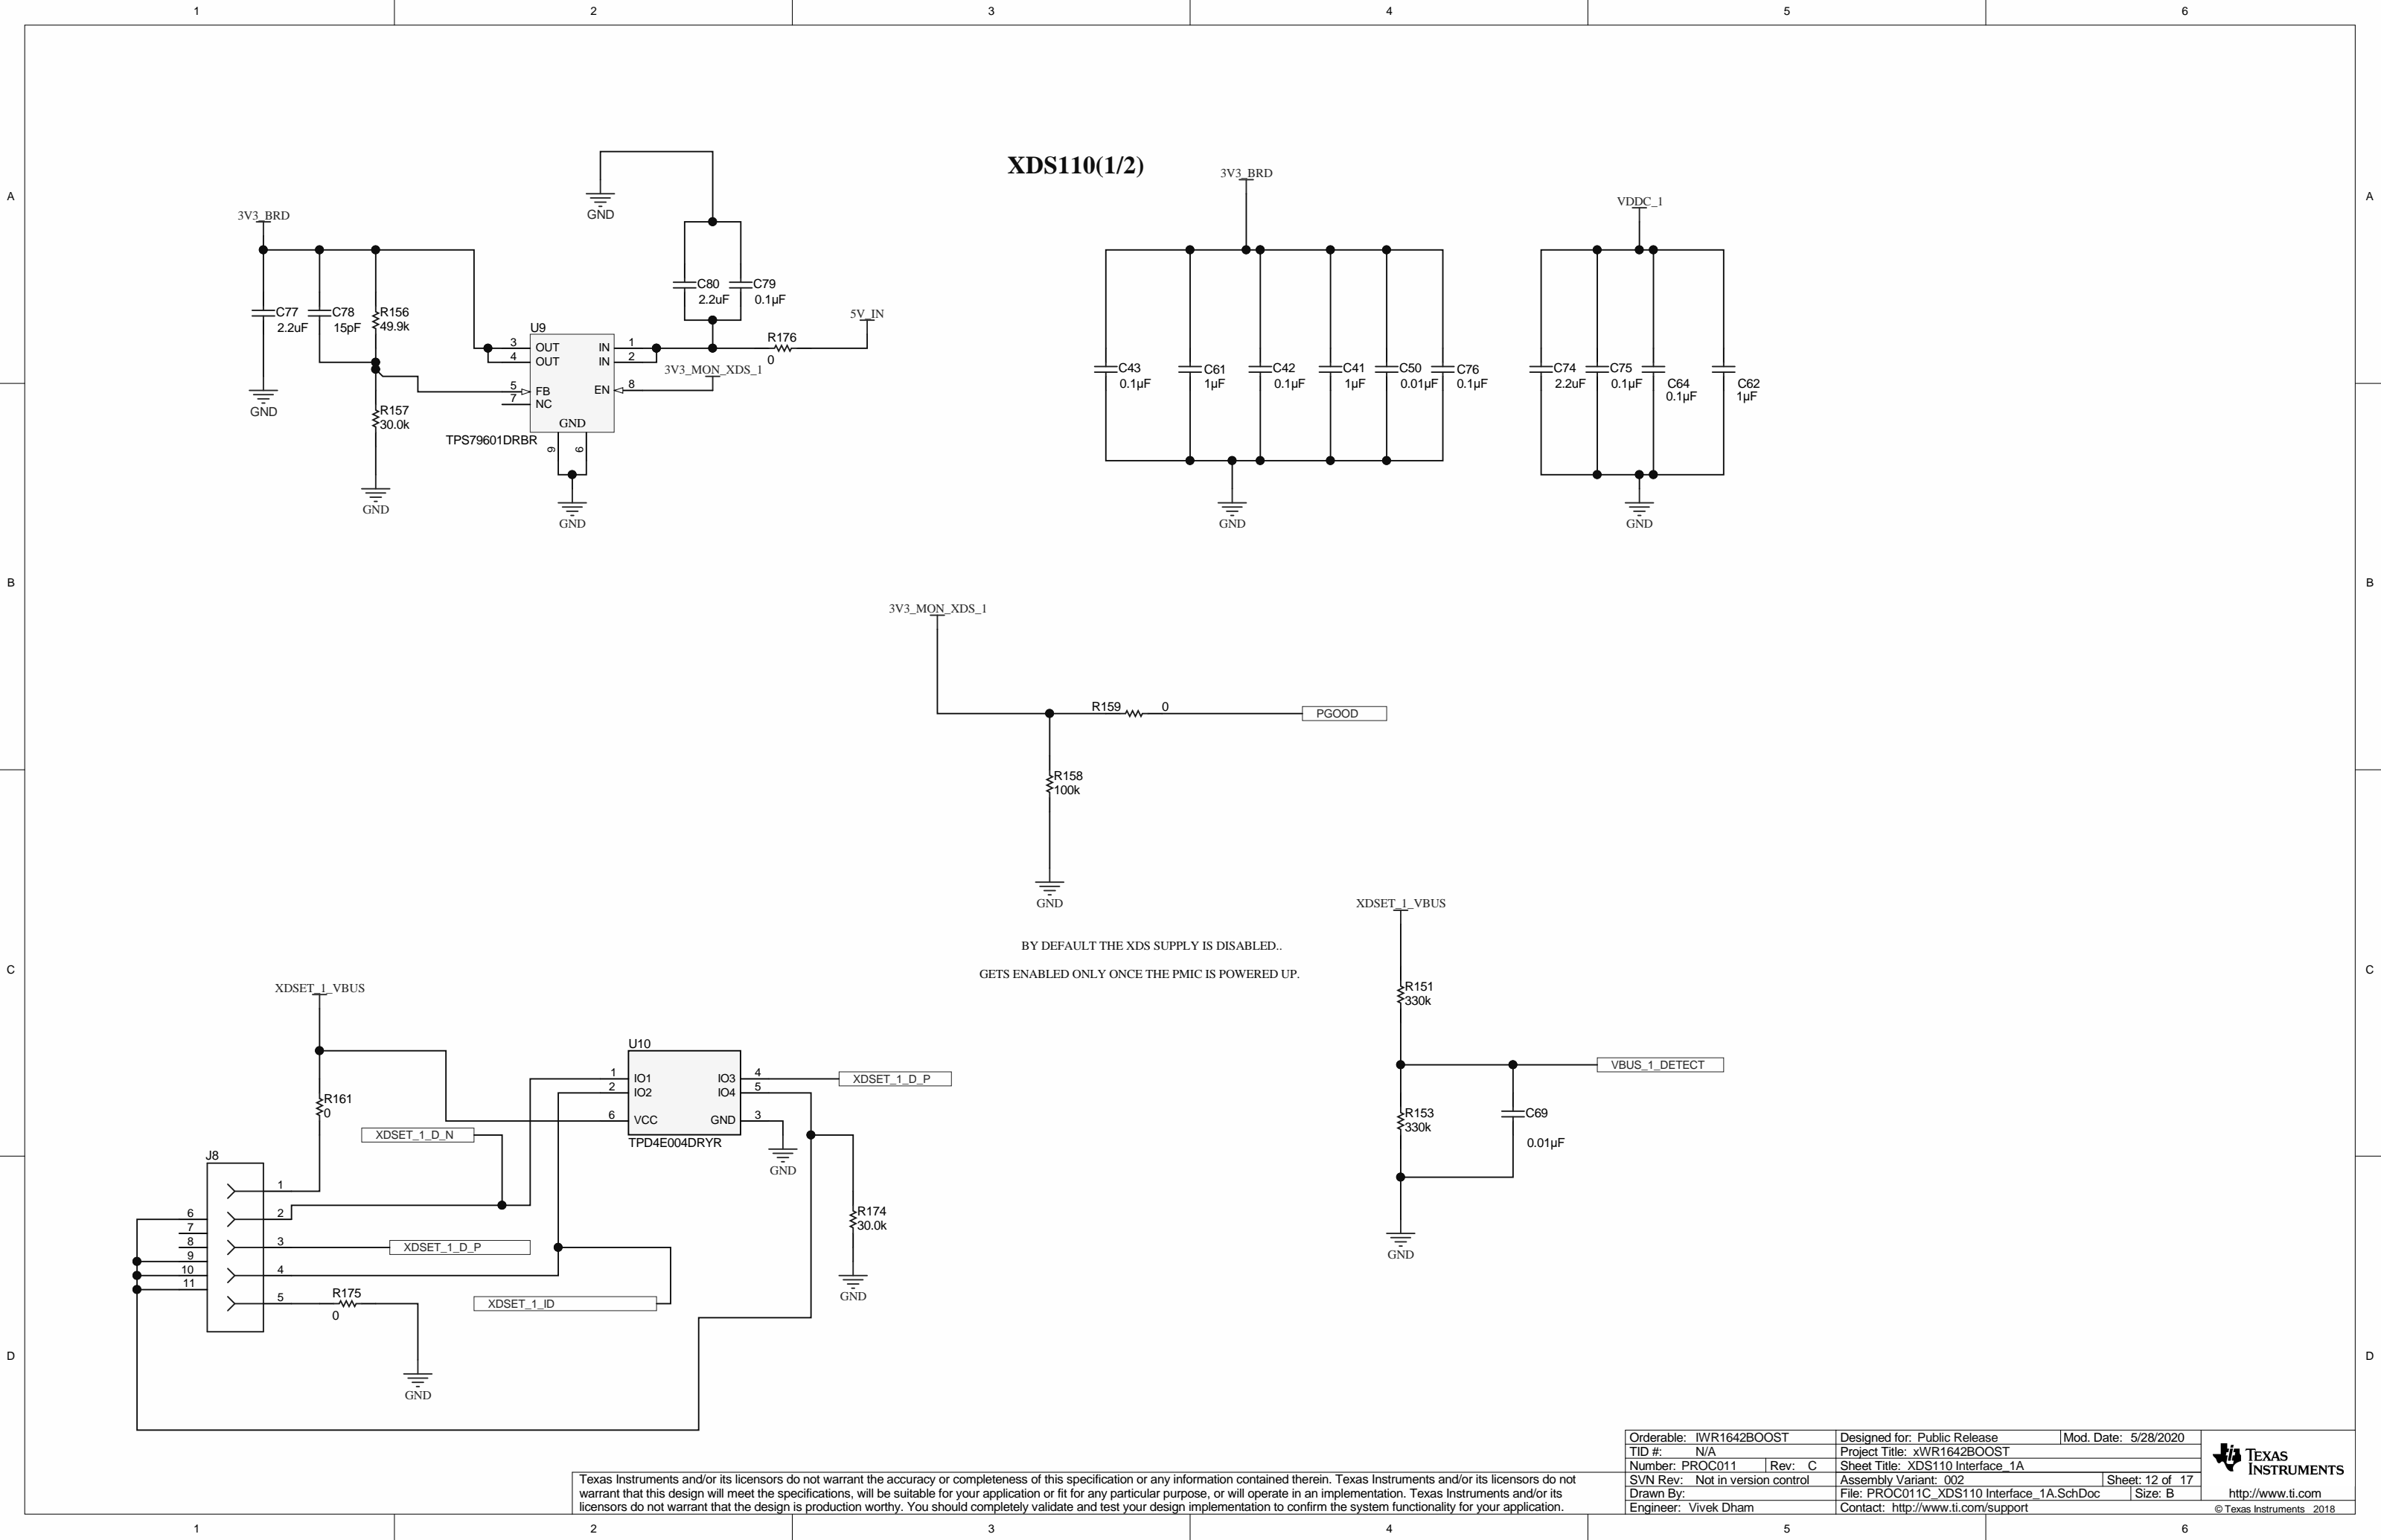 1 2 3 4 5 6
A A
B B
C C
D D
XDS110(1/2)
GND
3V3_BRD
C77
2.2uF
C78
15pF
R156
49.9k
R157
30.0k
GND
GND
U9
3 OUT IN 1
4 OUT IN 2
5 FB EN 8
7 NC
GND
9 6
TPS79601DRBR
GND
C80
2.2uF
C79
0.1µF
R176
0
5V_IN
3V3_MON_XDS_1
3V3_BRD
C43
0.1µF
C61
1µF
C42
0.1µF
C41
1µF
C50
0.01µF
C76
0.1µF
GND
VDDC_1
C74
2.2uF
C75
0.1µF
C64
0.1µF
C62
1µF
GND
3V3_MON_XDS_1
R159 0
PGOOD
R158
100k
GND
BY DEFAULT THE XDS SUPPLY IS DISABLED..
GETS ENABLED ONLY ONCE THE PMIC IS POWERED UP.
XDSET_1_VBUS
R151
330k
VBUS_1_DETECT
R153
330k
C69
0.01µF
GND
XDSET_1_VBUS
R161
0
XDSET_1_D_N
U10
1 IO1 IO3 4
2 IO2 IO4 5
6 VCC GND 3
TPD4E004DRYR
XDSET_1_D_P
GND
R174
30.0k
GND
J8
1
6 2
7
8 3
9
10 4
11
5
XDSET_1_D_P
R175
0
XDSET_1_ID
GND
Texas Instruments and/or its licensors do not warrant the accuracy or completeness of this specification or any information contained therein. Texas Instruments and/or its licensors do not
warrant that this design will meet the specifications, will be suitable for your application or fit for any particular purpose, or will operate in an implementation. Texas Instruments and/or its
licensors do not warrant that the design is production worthy. You should completely validate and test your design implementation to confirm the system functionality for your application.
Orderable: IWR1642BOOST Designed for: Public Release Mod. Date: 5/28/2020
TID #: N/A Project Title: xWR1642BOOST
Number: PROC011 Rev: C Sheet Title: XDS110 Interface_1A
SVN Rev: Not in version control Assembly Variant: 002 Sheet: 12 of 17
Drawn By: File: PROC011C_XDS110 Interface_1A.SchDoc Size: B
Engineer: Vivek Dham Contact: http://www.ti.com/support
TEXAS
INSTRUMENTS
http://www.ti.com
© Texas Instruments 2018
1 2 3 4 5 6